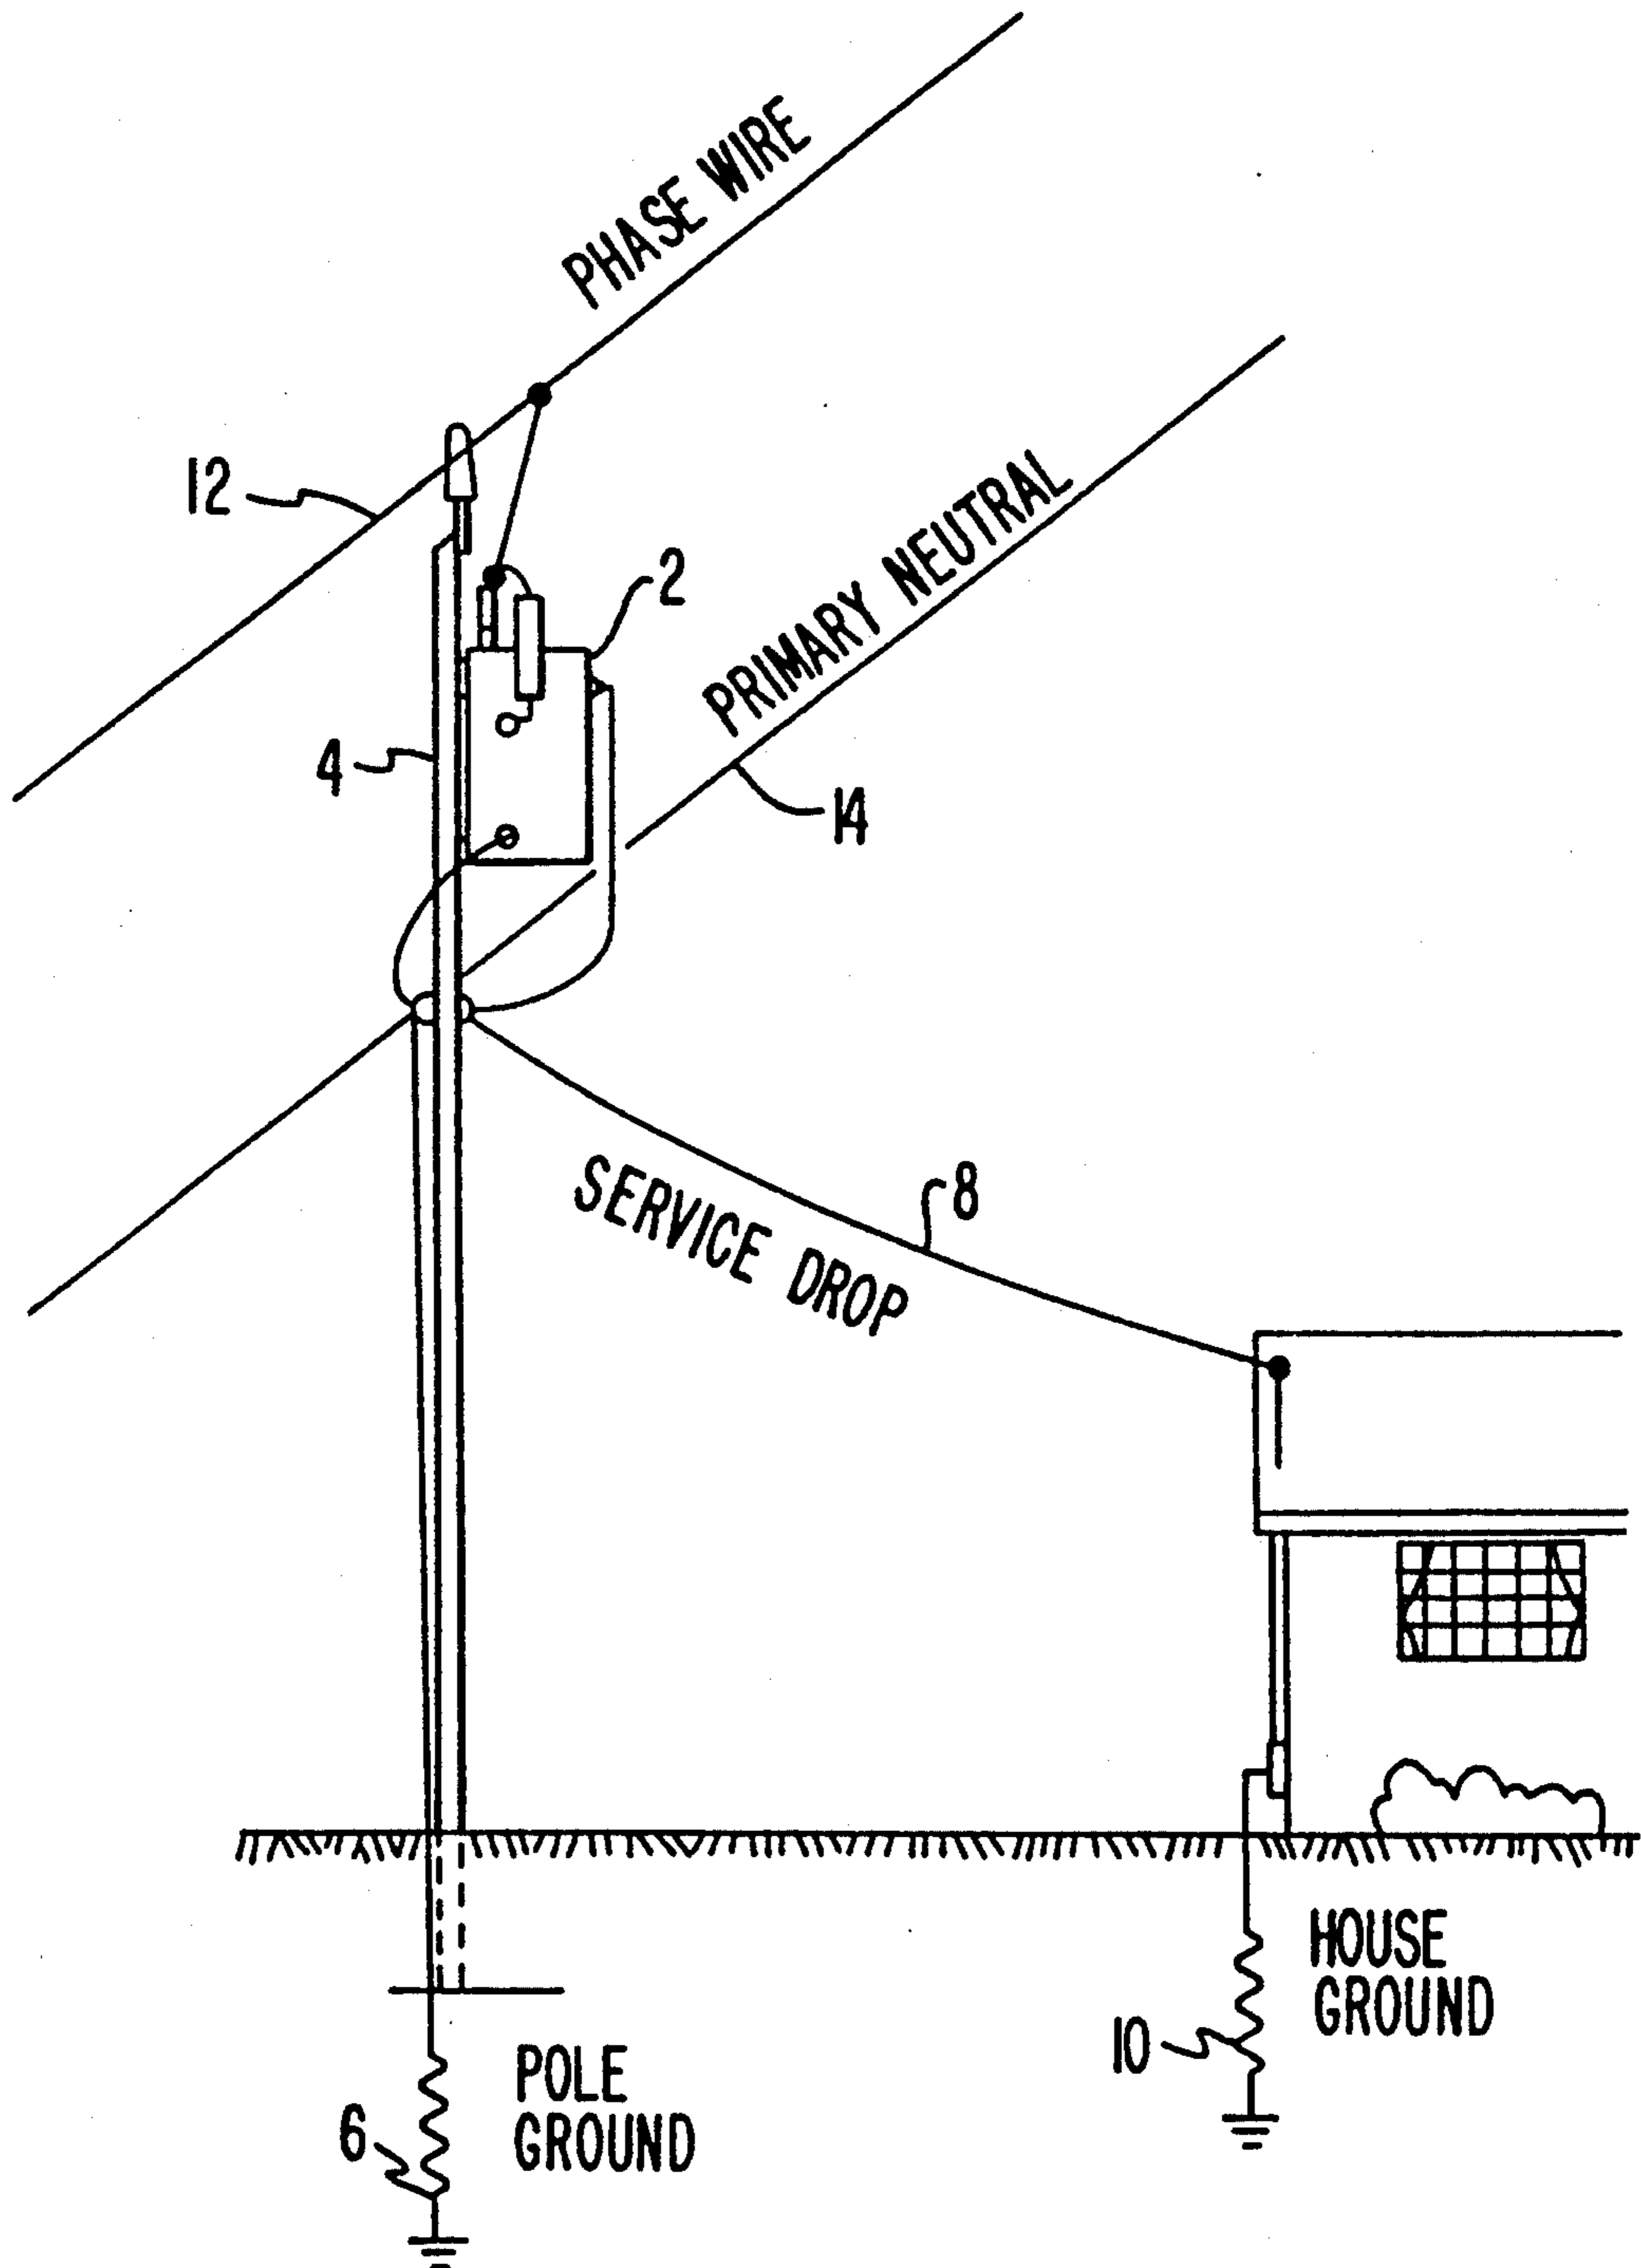 PHASE WIRE
12
2
PRIMARY NEUTRAL
4
14
8
SERVICE DROP
HOUSE
GROUND
10
POLE
GROUND
6